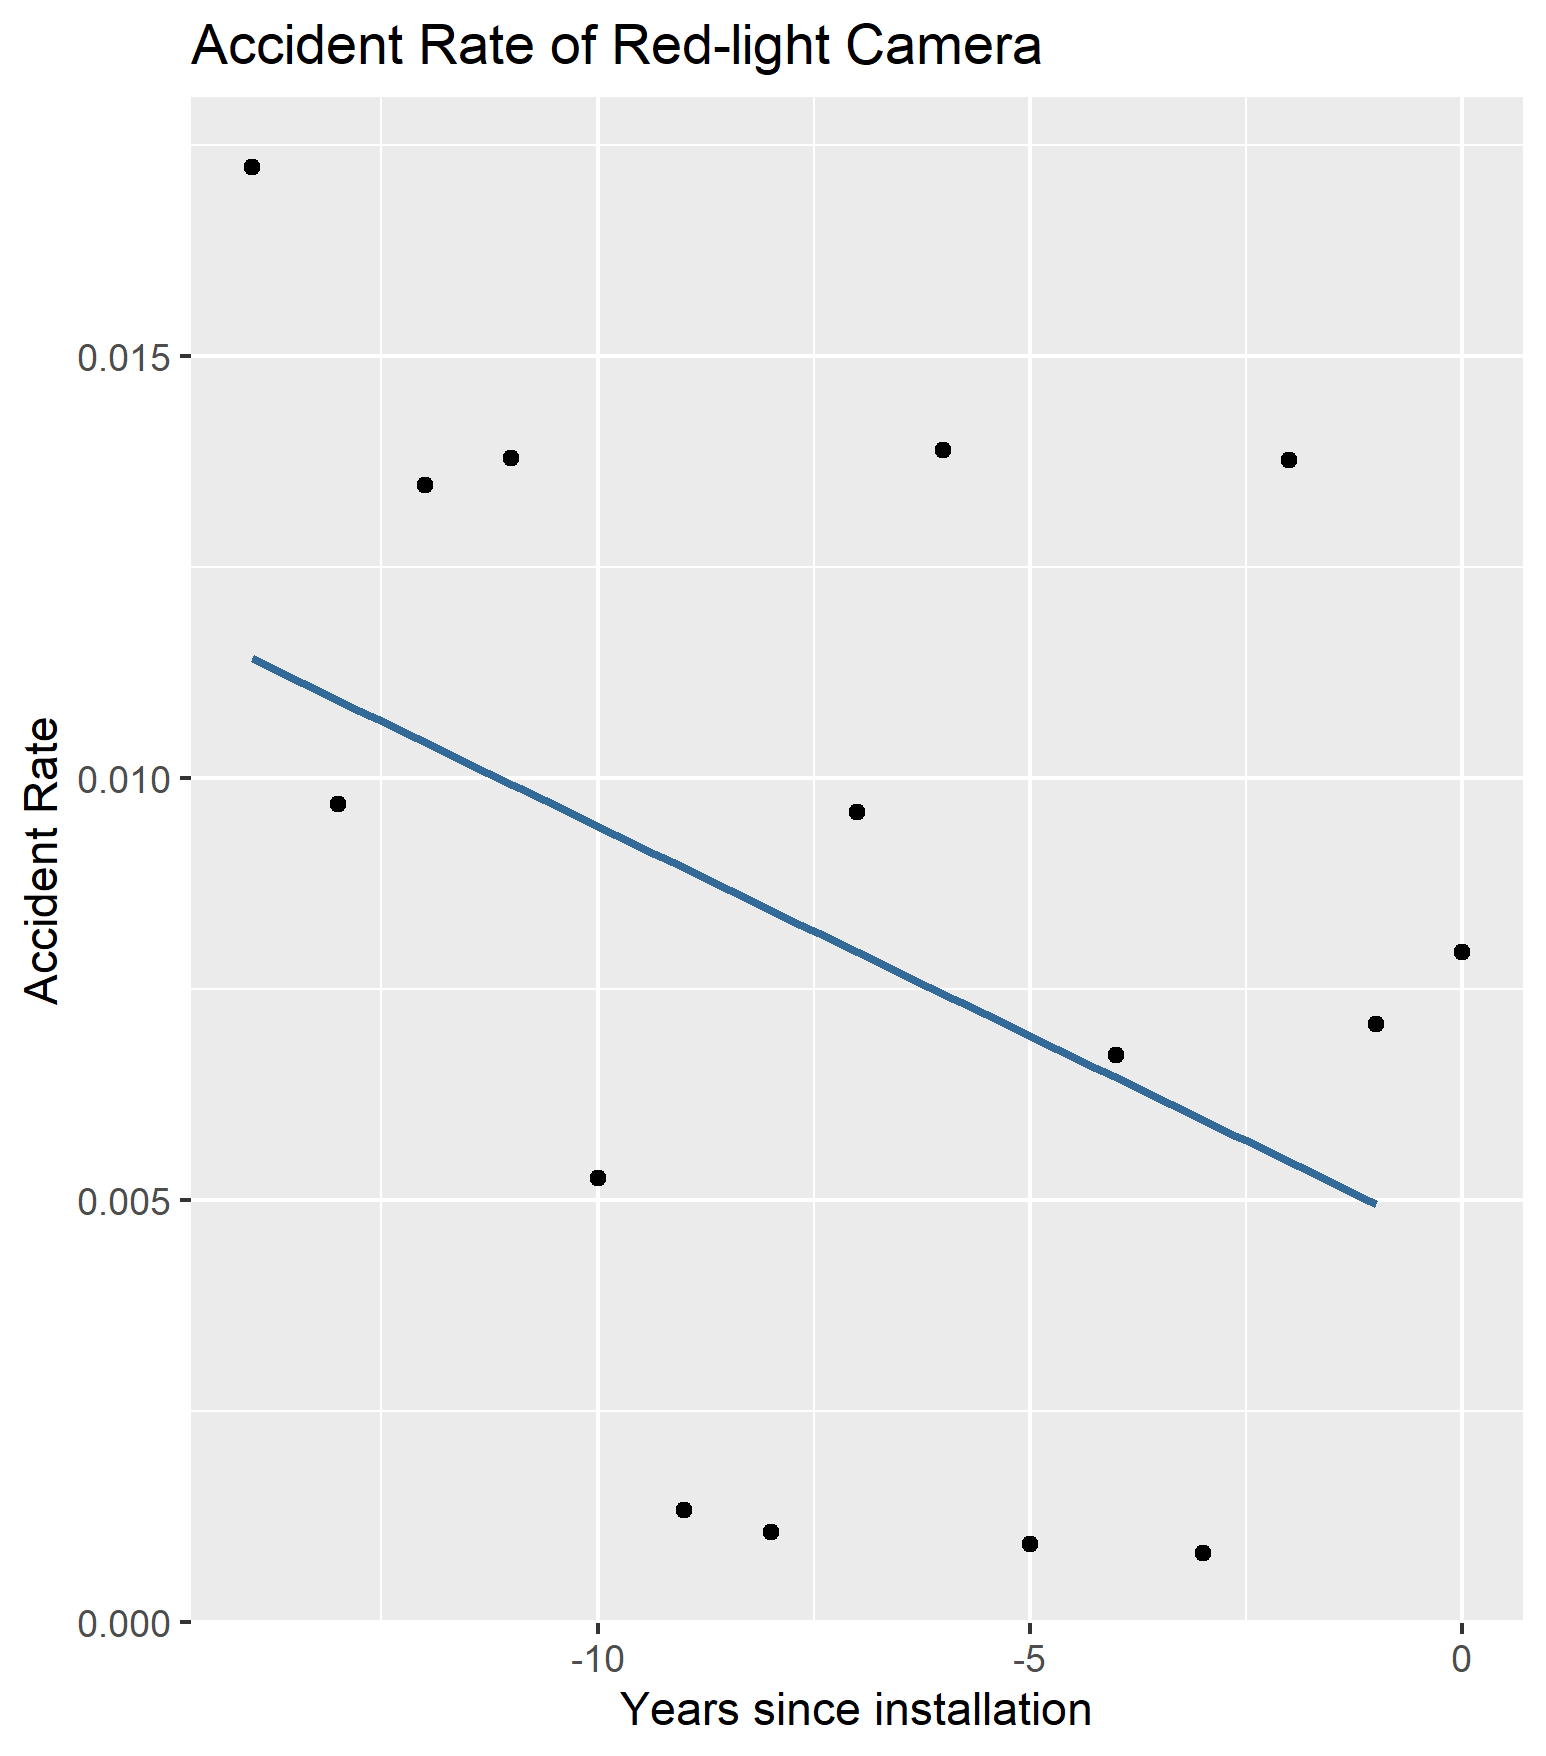 Accident Rate of Red-light Camera
Accident Rate
0.015
0.010
0.005
0.000
-10
-5
0
Years since installation